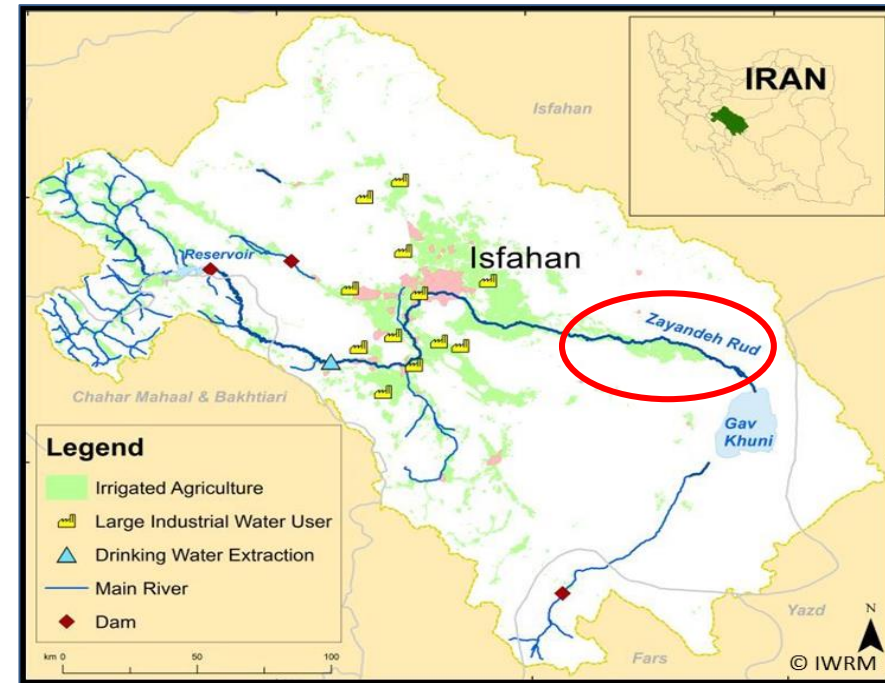 IRAN
Isfahan
Isfahan
Reservoir
Zayandeh Rud
Chahar Mahaal & Bakhtiari
Gav
Khuni
Legend
Irrigated Agriculture
Large Industrial Water User
Drinking Water Extraction
Main River
Dam
km 0 50 100
Yazd
Fars
N
© IWRM